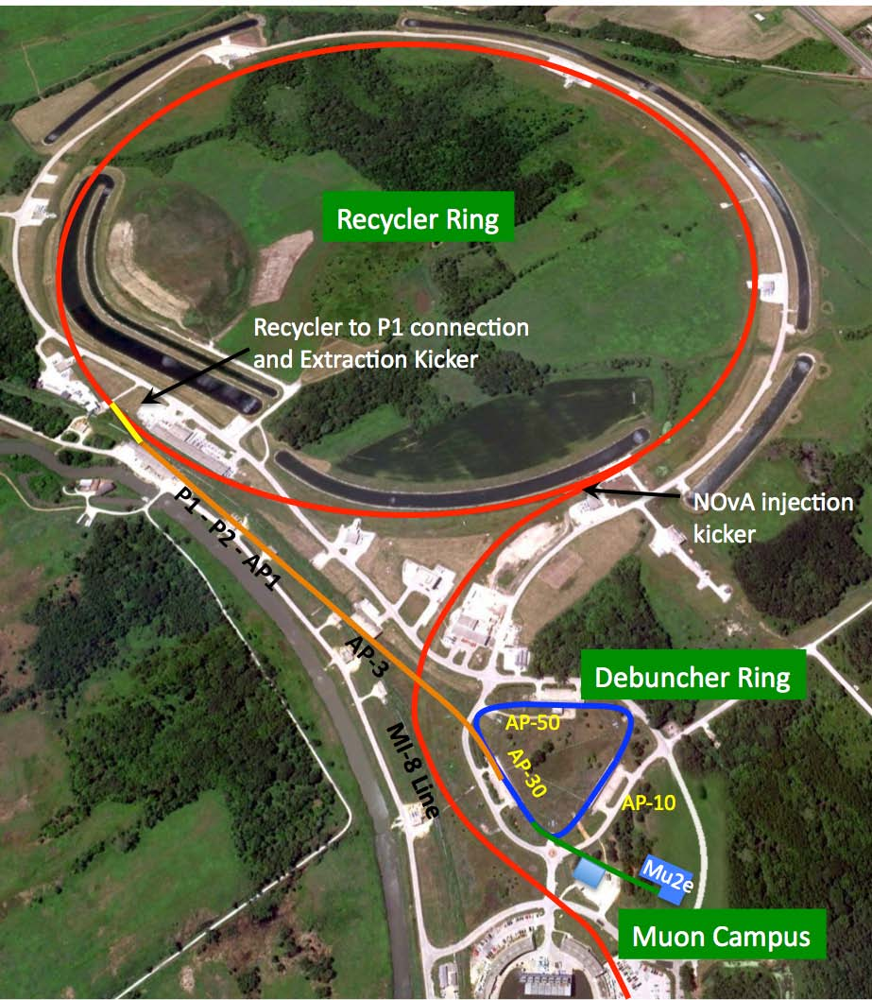 Recycler Ring
Recycler to P1 connection
and Extraction Kicker
NOvA injection
kicker
P1 - P2 - AP1
AP-3
Debuncher Ring
AP-50
AP-30
MI-8 Line
AP-10
Mu2e
Muon Campus